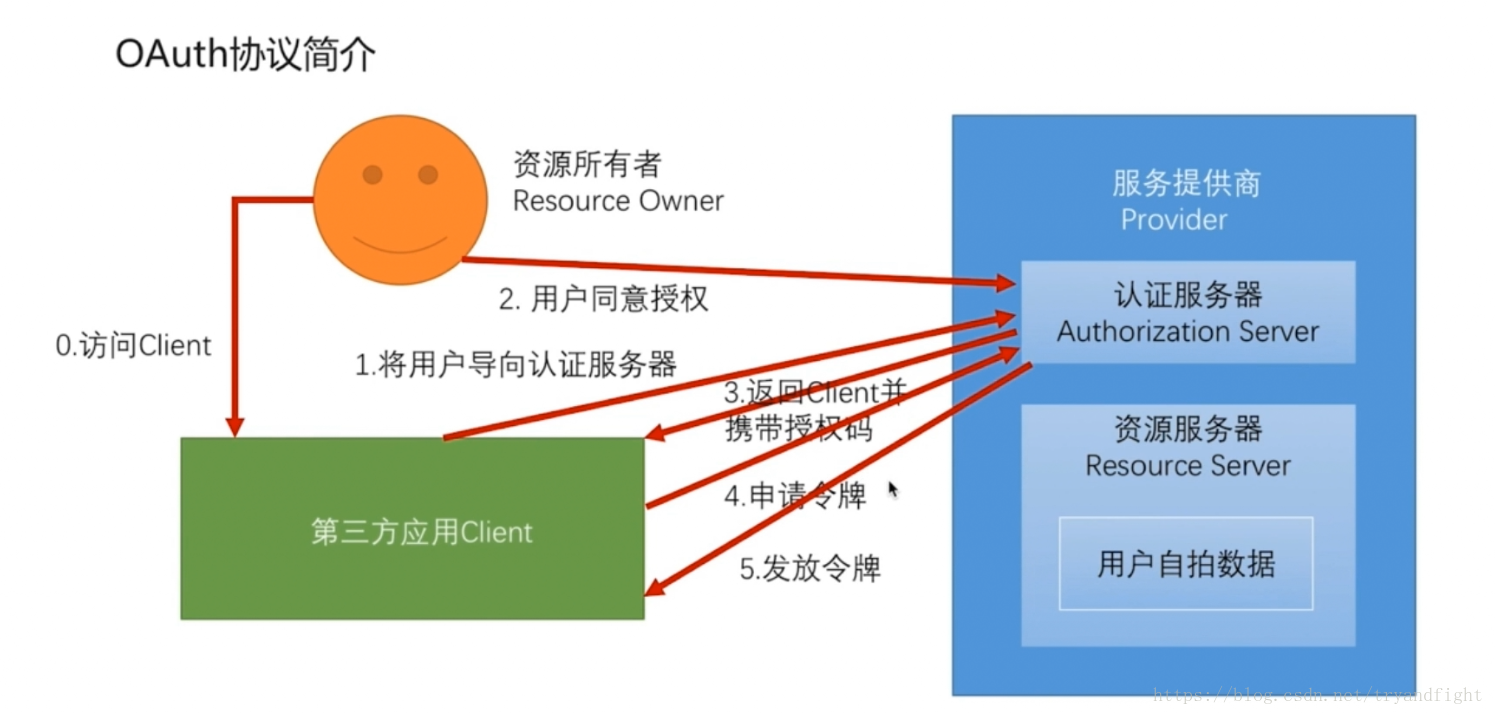 OAuth协议简介
资源所有者
Resource Owner
服务提供商
Provider
2. 用户同意授权
认证服务器
Authorization Server
0.访问Client
1.将用户导向认证服务器
3.返回Client并
携带授权码
资源服务器
Resource Server
4.申请令牌
第三方应用Client
5.发放令牌
用户自拍数据
https://blog.csdn.net/tryandfight